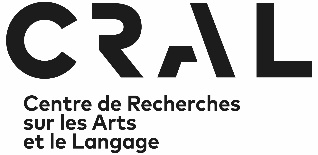 CRAL
Centre de Recherches
sur les Arts
et le Langage